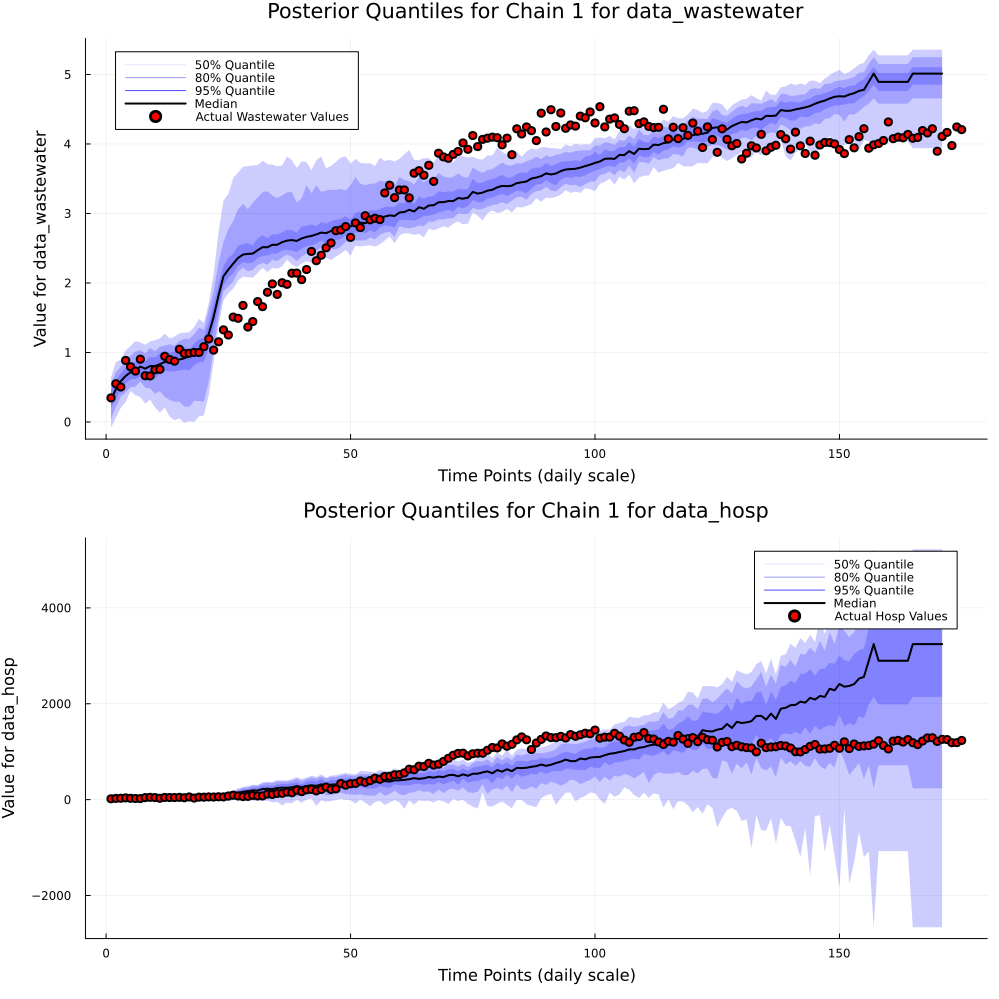 Posterior Quantiles for Chain 1 for data_wastewater
50% Quantile
80% Quantile
95% Quantile
Median
Actual Wastewater Values
Value for data_wastewater
5
4
3
2
1
0
0 50 100 150
Time Points (daily scale)
Posterior Quantiles for Chain 1 for data_hosp
50% Quantile
80% Quantile
95% Quantile
Median
Actual Hosp Values
Value for data_hosp
4000
2000
0
−2000
0 50 100 150
Time Points (daily scale)